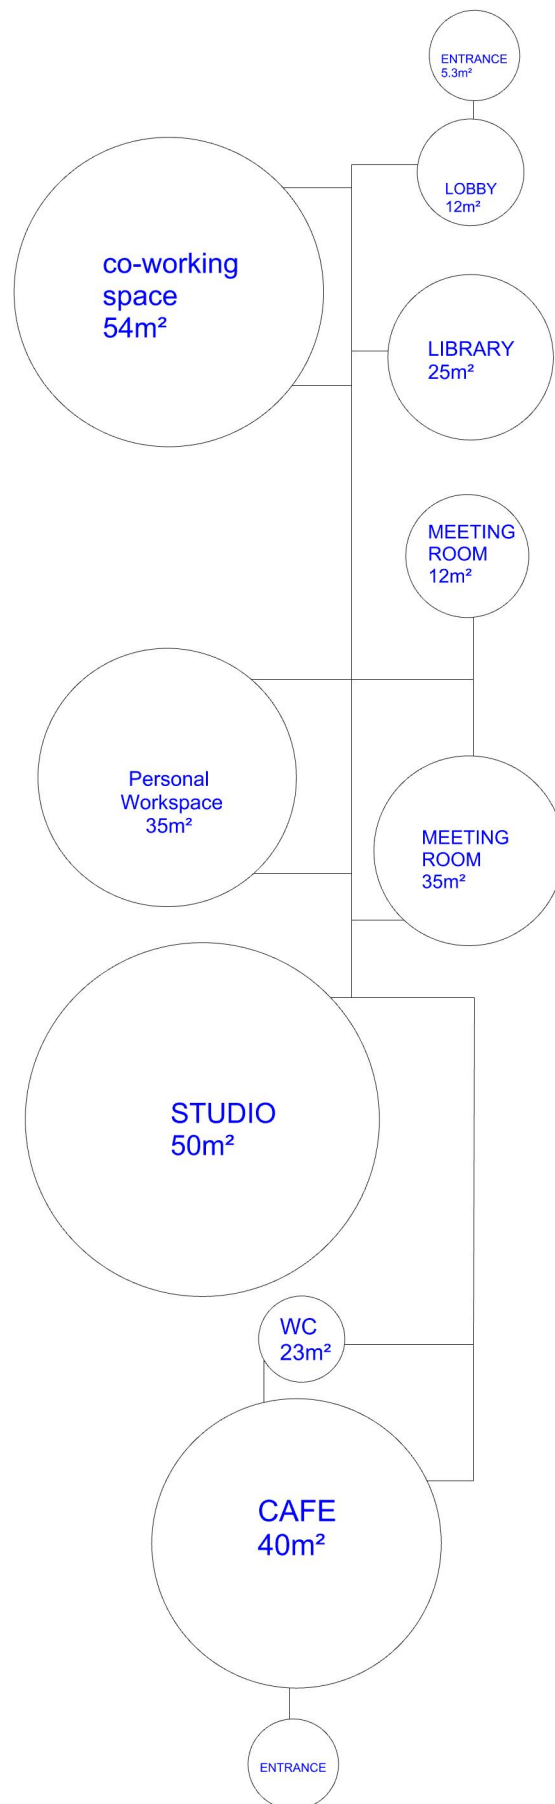 ENTRANCE
5.3m²
LOBBY
12m²
co-working
space
54m²
LIBRARY
25m²
MEETING
ROOM
12m²
Personal
Workspace
35m²
MEETING
ROOM
35m²
STUDIO
50m²
WC
23m²
CAFE
40m²
ENTRANCE